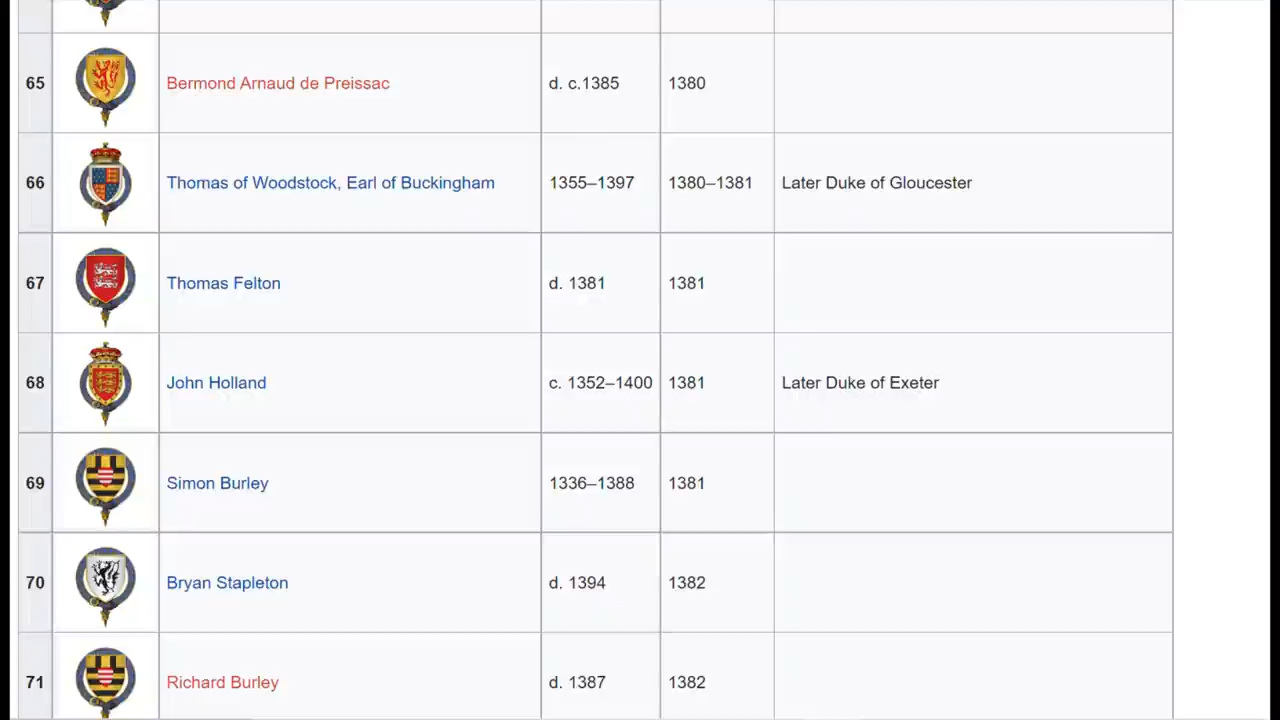 65 Bermond Arnaud de Preissac d. c.1385 1380
66 Thomas of Woodstock, Earl of Buckingham 1355–1397 1380–1381 Later Duke of Gloucester
67 Thomas Felton d. 1381 1381
68 John Holland c. 1352–1400 1381 Later Duke of Exeter
69 Simon Burley 1336–1388 1381
70 Bryan Stapleton d. 1394 1382
71 Richard Burley d. 1387 1382